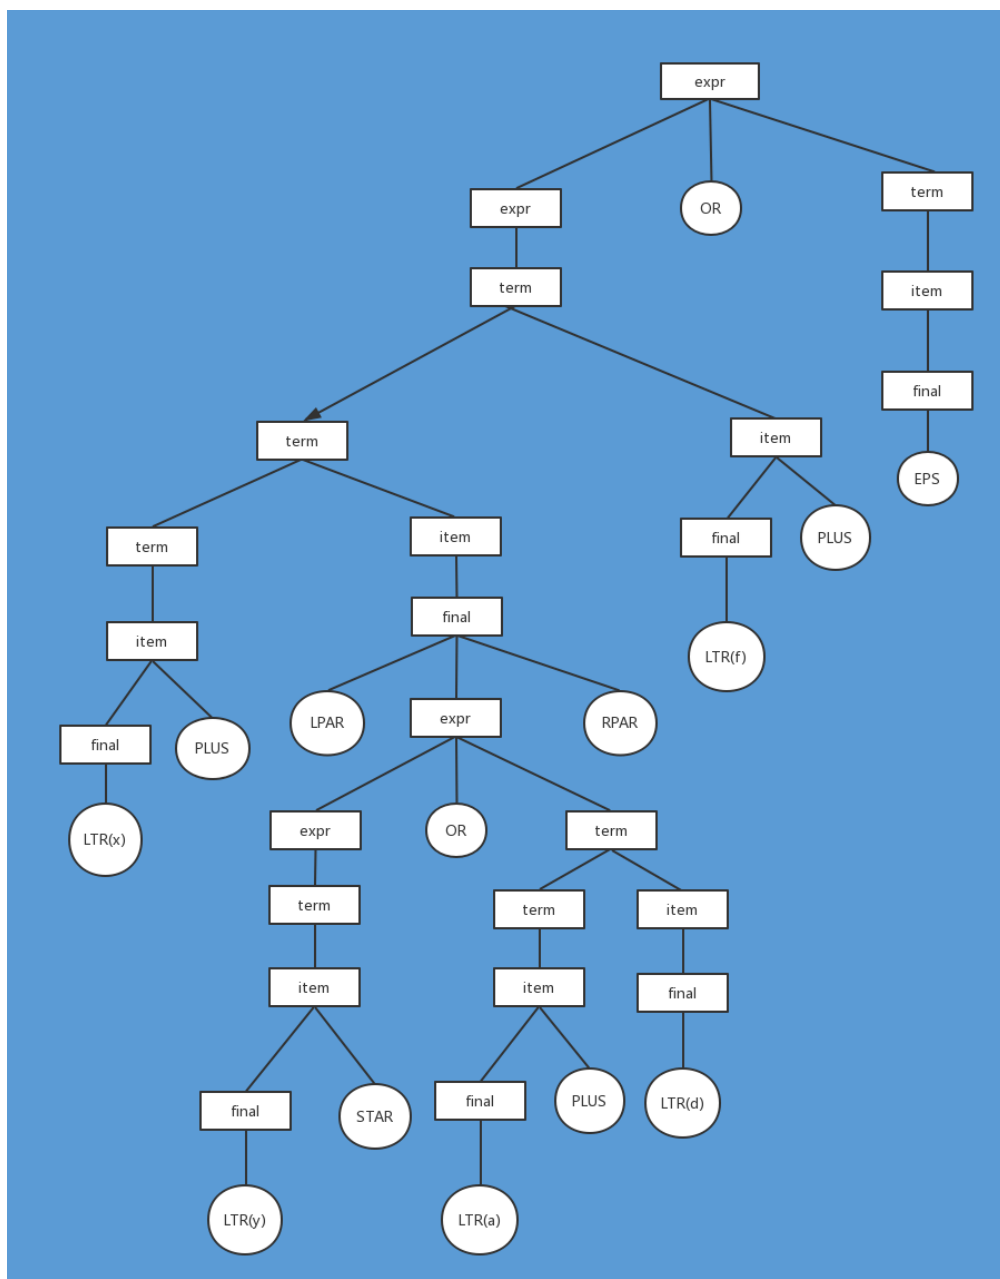 expr
expr
OR
term
term
item
final
EPS
term
item
term
item
final
PLUS
LTR(f)
item
final
final
PLUS
LTR(x)
LPAR
expr
RPAR
expr
OR
term
term
term
item
item
item
final
final
STAR
final
PLUS
LTR(d)
LTR(y)
LTR(a)